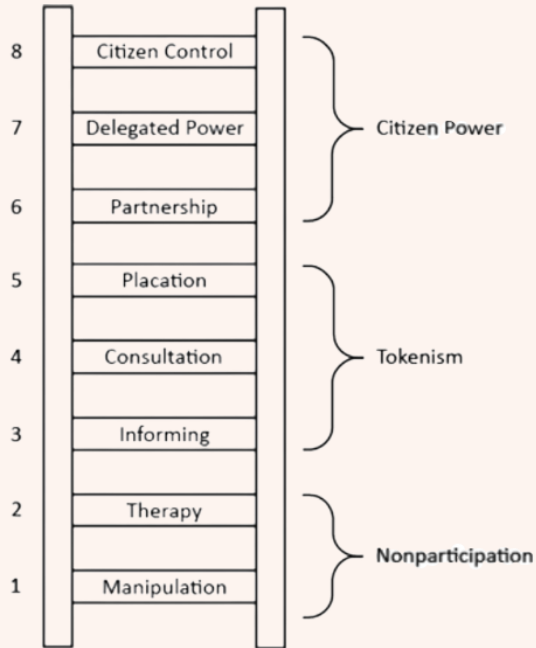 8 Citizen Control
7 Delegated Power
Citizen Power
6 Partnership
5 Placation
4 Consultation
Tokenism
3 Informing
2 Therapy
Nonparticipation
1 Manipulation